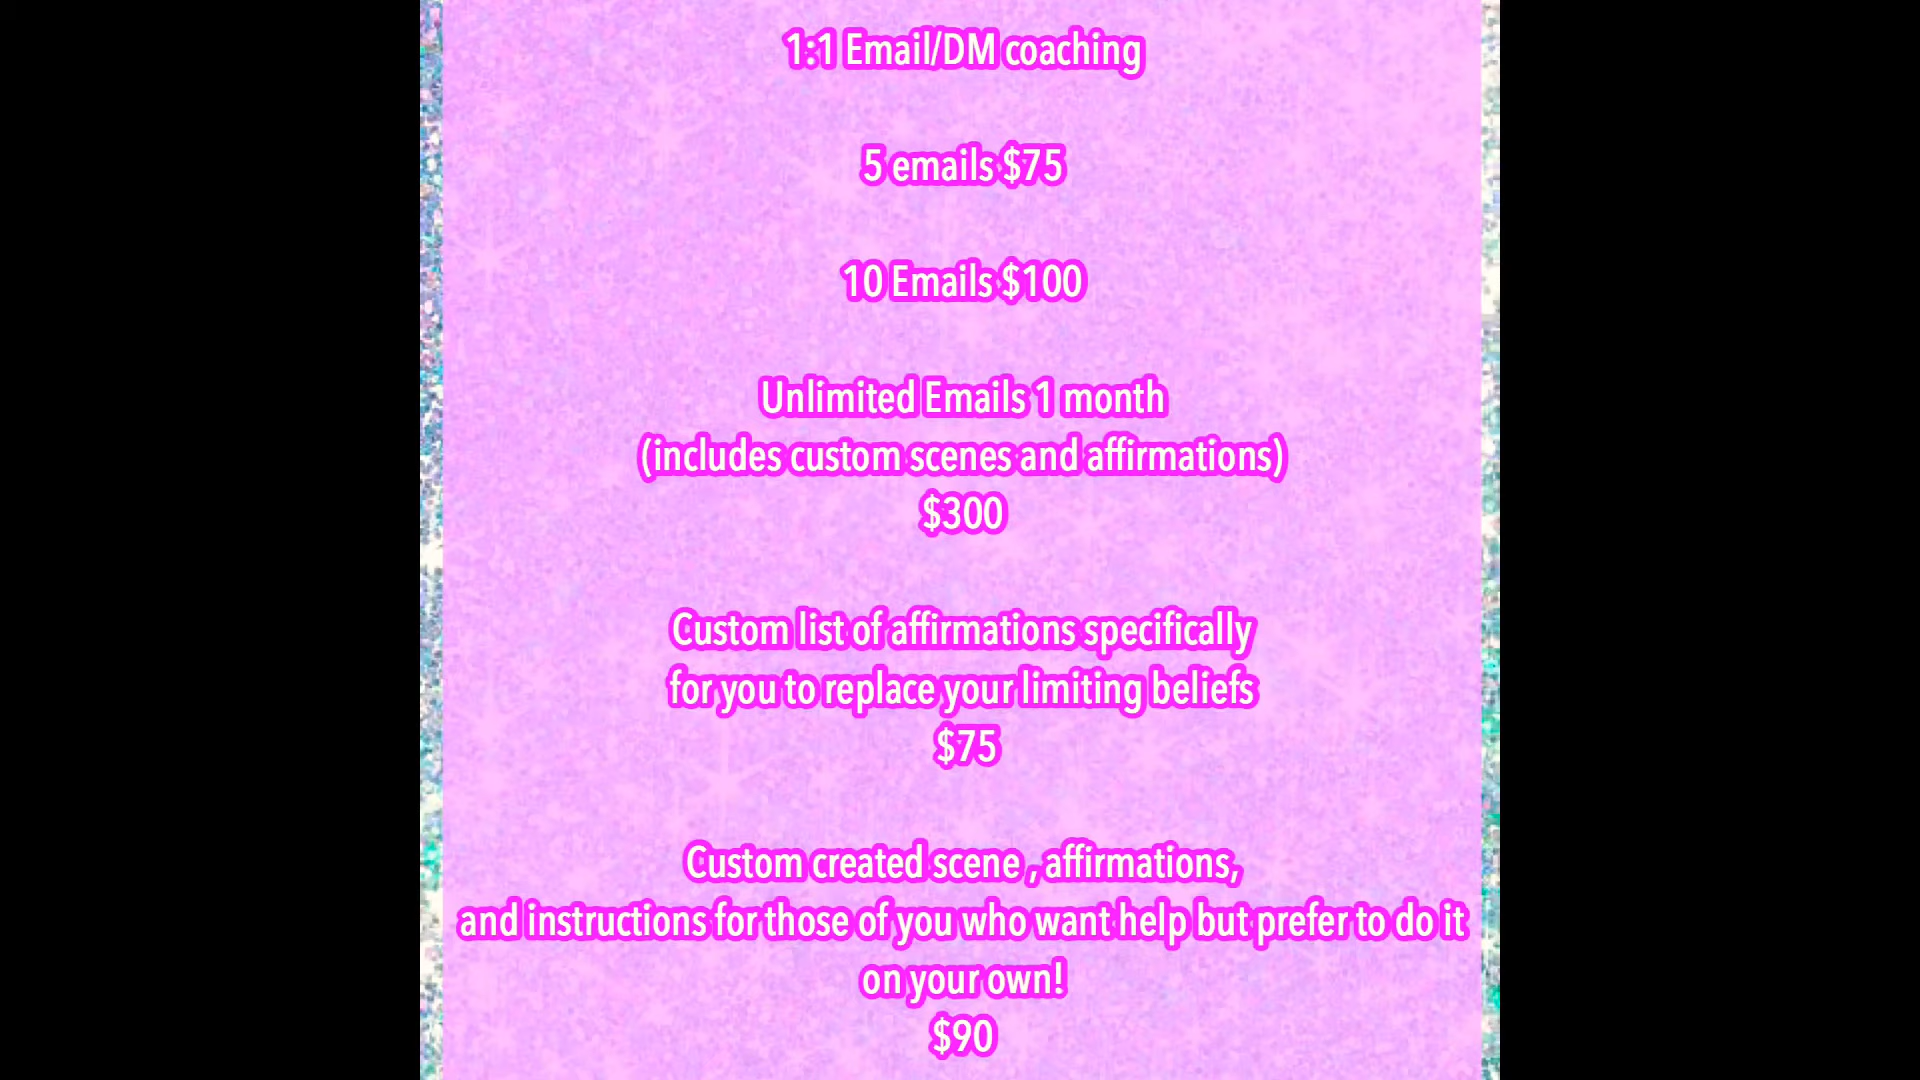 1:1 Email/DM coaching
5 emails $75
10 Emails $100
Unlimited Emails 1 month
(includes custom scenes and affirmations)
$300
Custom list of affirmations specifically
for you to replace your limiting beliefs
$75
Custom created scene , affirmations,
and instructions for those of you who want help but prefer to do it
on your own!
$90